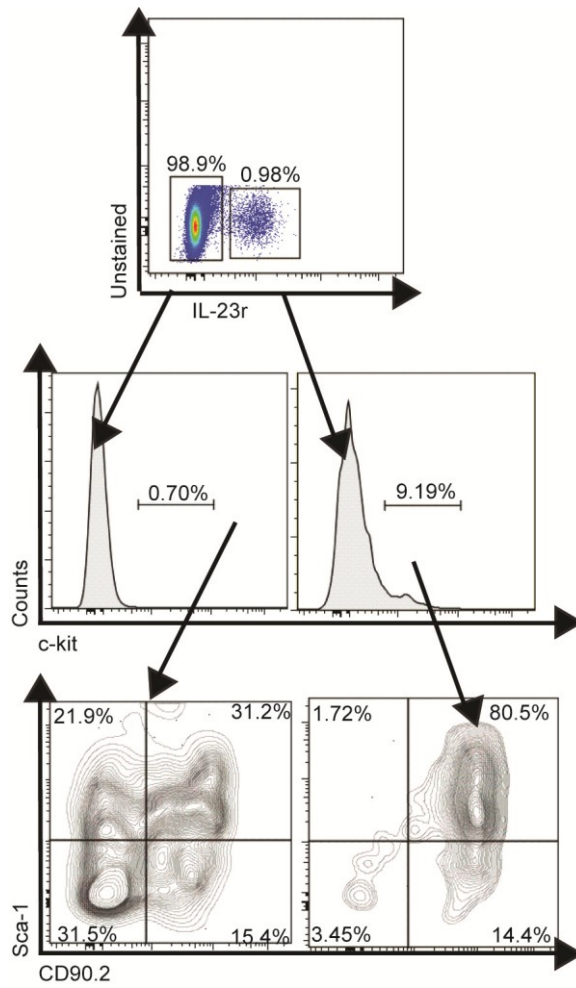 98.9%
0.98%
Unstained
IL-23r
0.70%
9.19%
Counts
c-kit
21.9%
31.2%
1.72%
80.5%
Sca-1
31.5%
15.4%
3.45%
14.4%
CD90.2